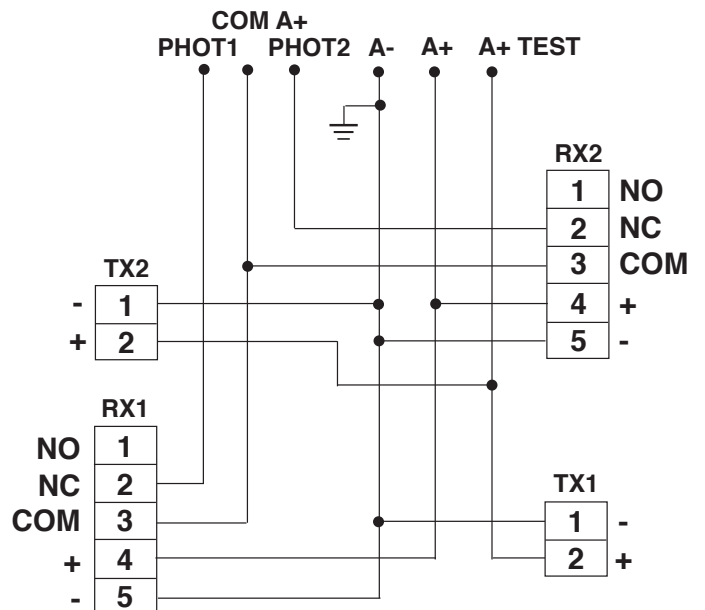 COM A+
PHOT1 PHOT2 A- A+ A+ TEST
RX2
1 NO
2 NC
3 COM
4 +
5 -
TX2
- 1
+ 2
RX1
NO 1
NC 2
COM 3
+ 4
- 5
TX1
1 -
2 +